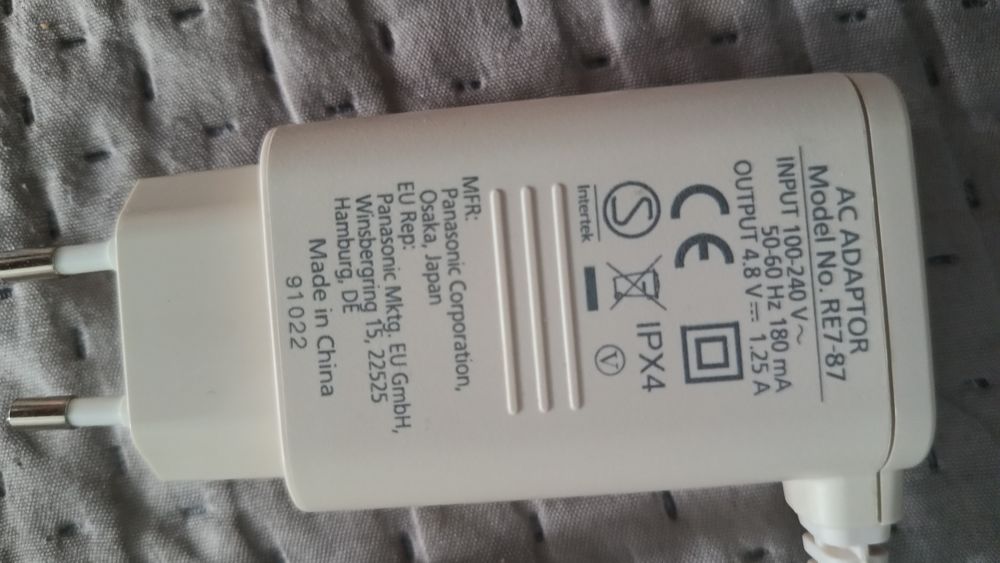 AC ADAPTOR
Model No. RE7-87
INPUT 100-240 V~
50-60 Hz 180 mA
OUTPUT 4.8 V⎓ 1.25 A
CE
S
Intertek
IPX4
V
MFR:
Panasonic Corporation,
Osaka, Japan
EU Rep:
Panasonic Mktg. EU GmbH,
Winsbergring 15, 22525
Hamburg, DE
Made in China
91022